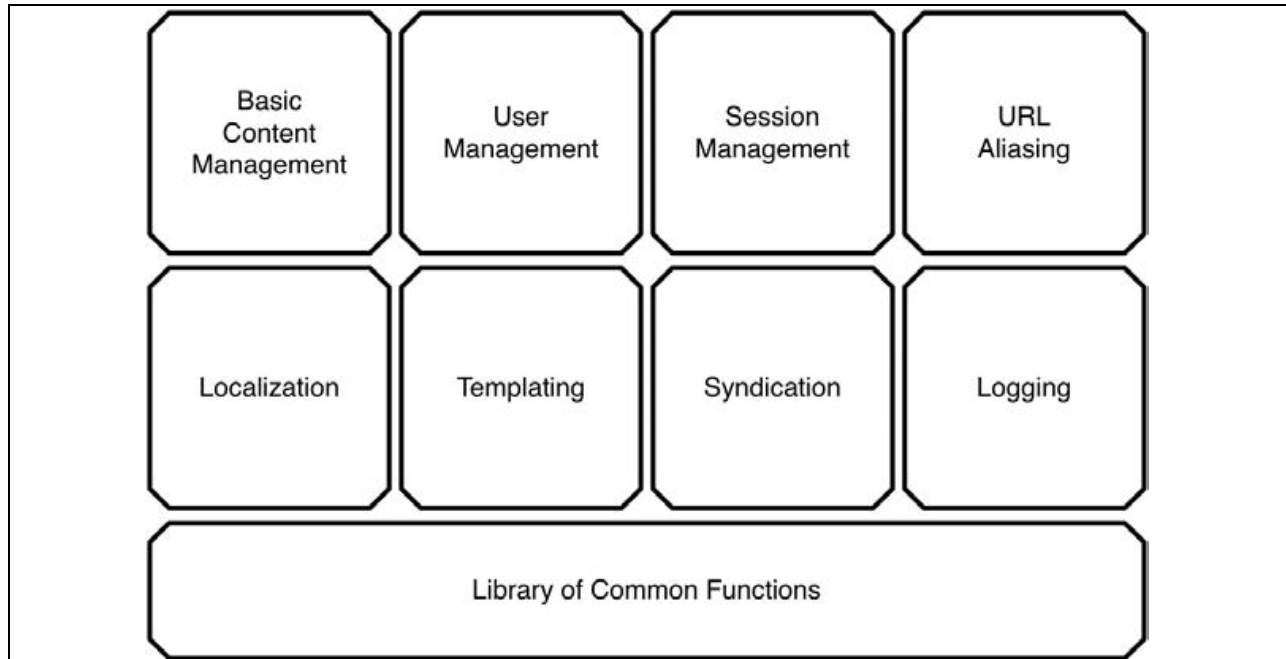 Basic
Content
Management
User
Management
Session
Management
URL
Aliasing
Localization
Templating
Syndication
Logging
Library of Common Functions